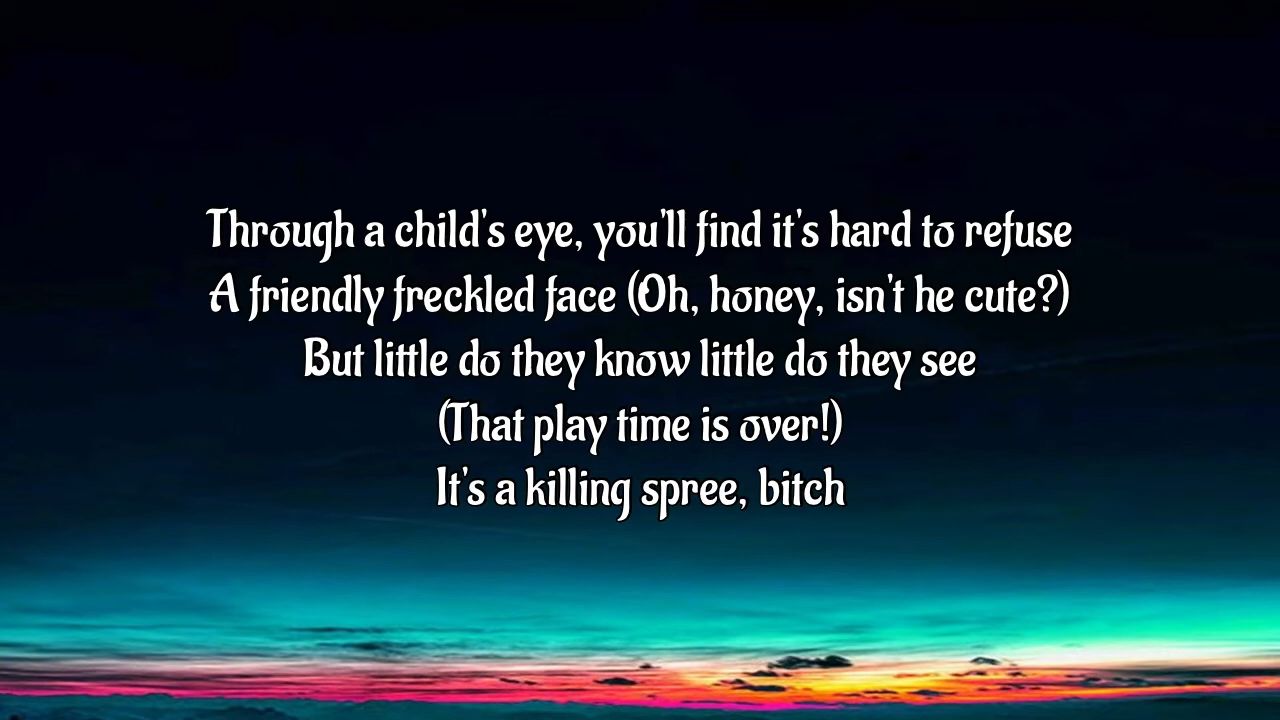 Through a child's eye, you'll find it's hard to refuse
A friendly freckled face (Oh, honey, isn't he cute?)
But little do they know little do they see
(That play time is over!)
It's a killing spree, bitch